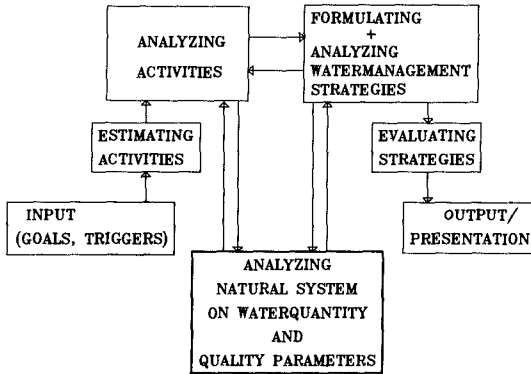 ANALYZING
ACTIVITIES
FORMULATING
+
ANALYZING
WATERMANAGEMENT
STRATEGIES
ESTIMATING
ACTIVITIES
EVALUATING
STRATEGIES
INPUT
(GOALS, TRIGGERS)
OUTPUT/
PRESENTATION
ANALYZING
NATURAL SYSTEM
ON WATERQUANTITY
AND
QUALITY PARAMETERS